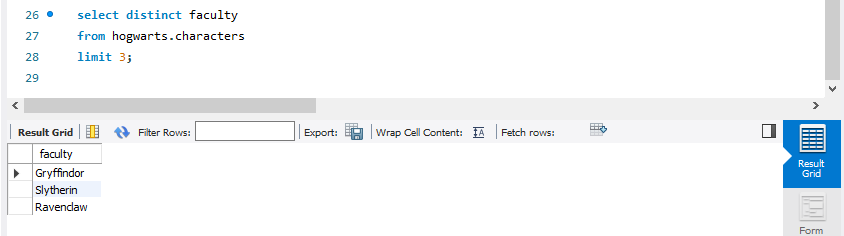 26 select distinct faculty
27 from hogwarts.characters
28 limit 3;
29
Result Grid Filter Rows: Export: Wrap Cell Content: IA Fetch rows:
faculty
Gryffindor
Slytherin
Ravenclaw
Result
Grid
Form